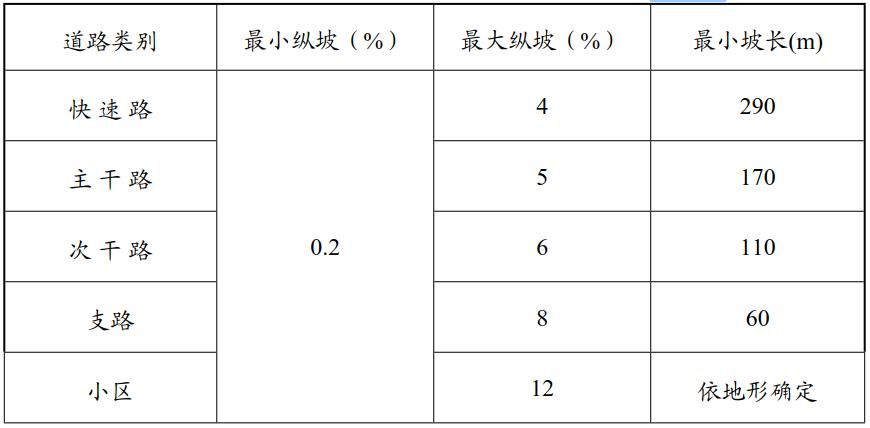 道路类别 最小纵坡（%） 最大纵坡（%） 最小坡长(m)
快速路 4 290
主干路 5 170
次干路 0.2 6 110
支路 8 60
小区 12 依地形确定